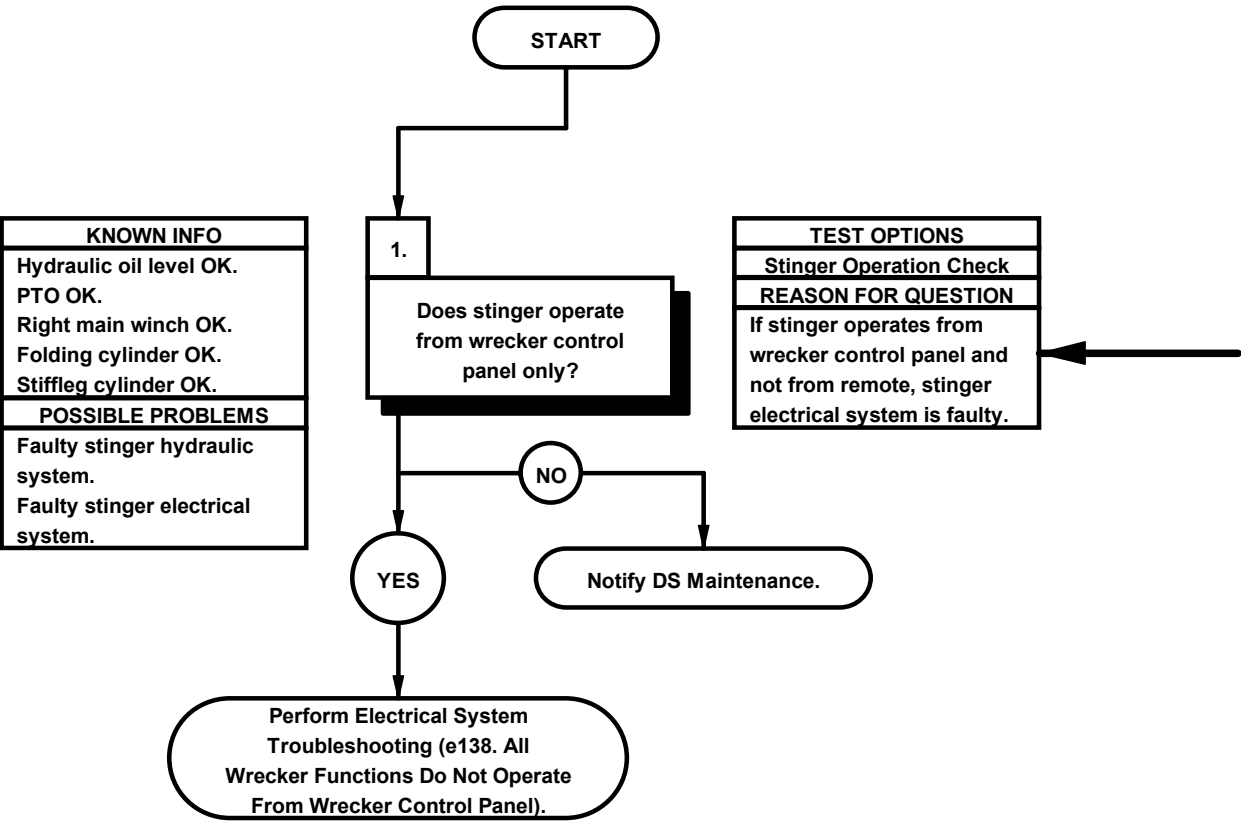 START
KNOWN INFO
Hydraulic oil level OK.
PTO OK.
Right main winch OK.
Folding cylinder OK.
Stiffleg cylinder OK.
POSSIBLE PROBLEMS
Faulty stinger hydraulic
system.
Faulty stinger electrical
system.
1.
Does stinger operate
from wrecker control
panel only?
TEST OPTIONS
Stinger Operation Check
REASON FOR QUESTION
If stinger operates from
wrecker control panel and
not from remote, stinger
electrical system is faulty.
NO
YES
Notify DS Maintenance.
Perform Electrical System
Troubleshooting (e138. All
Wrecker Functions Do Not Operate
From Wrecker Control Panel).